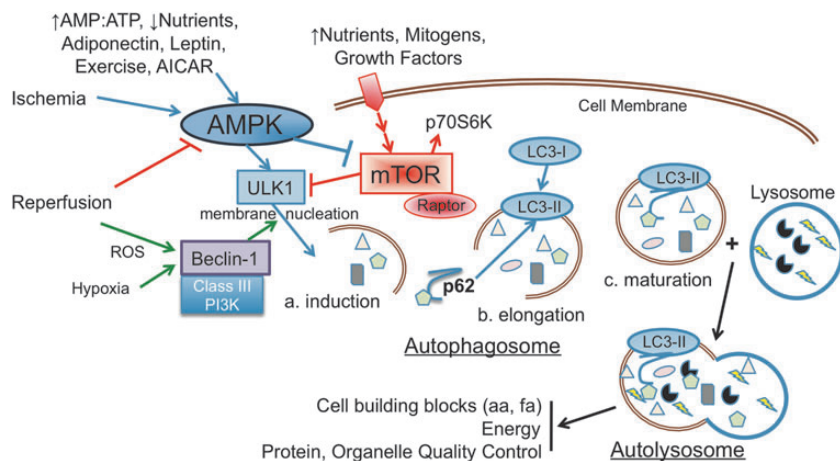 ↑AMP:ATP, ↓Nutrients,
Adiponectin, Leptin,
Exercise, AICAR
↑Nutrients, Mitogens,
Growth Factors
Ischemia
Cell Membrane
AMPK
p70S6K
LC3-I
LC3-II
mTOR
ULK1
Raptor
LC3-II
Lysosome
Reperfusion
membrane nucleation
ROS
Beclin-1
Hypoxia
Class III
PI3K
a. induction
p62
b. elongation
c. maturation
+
Autophagosome
LC3-II
Cell building blocks (aa, fa)
Energy
Protein, Organelle Quality Control
Autolysosome